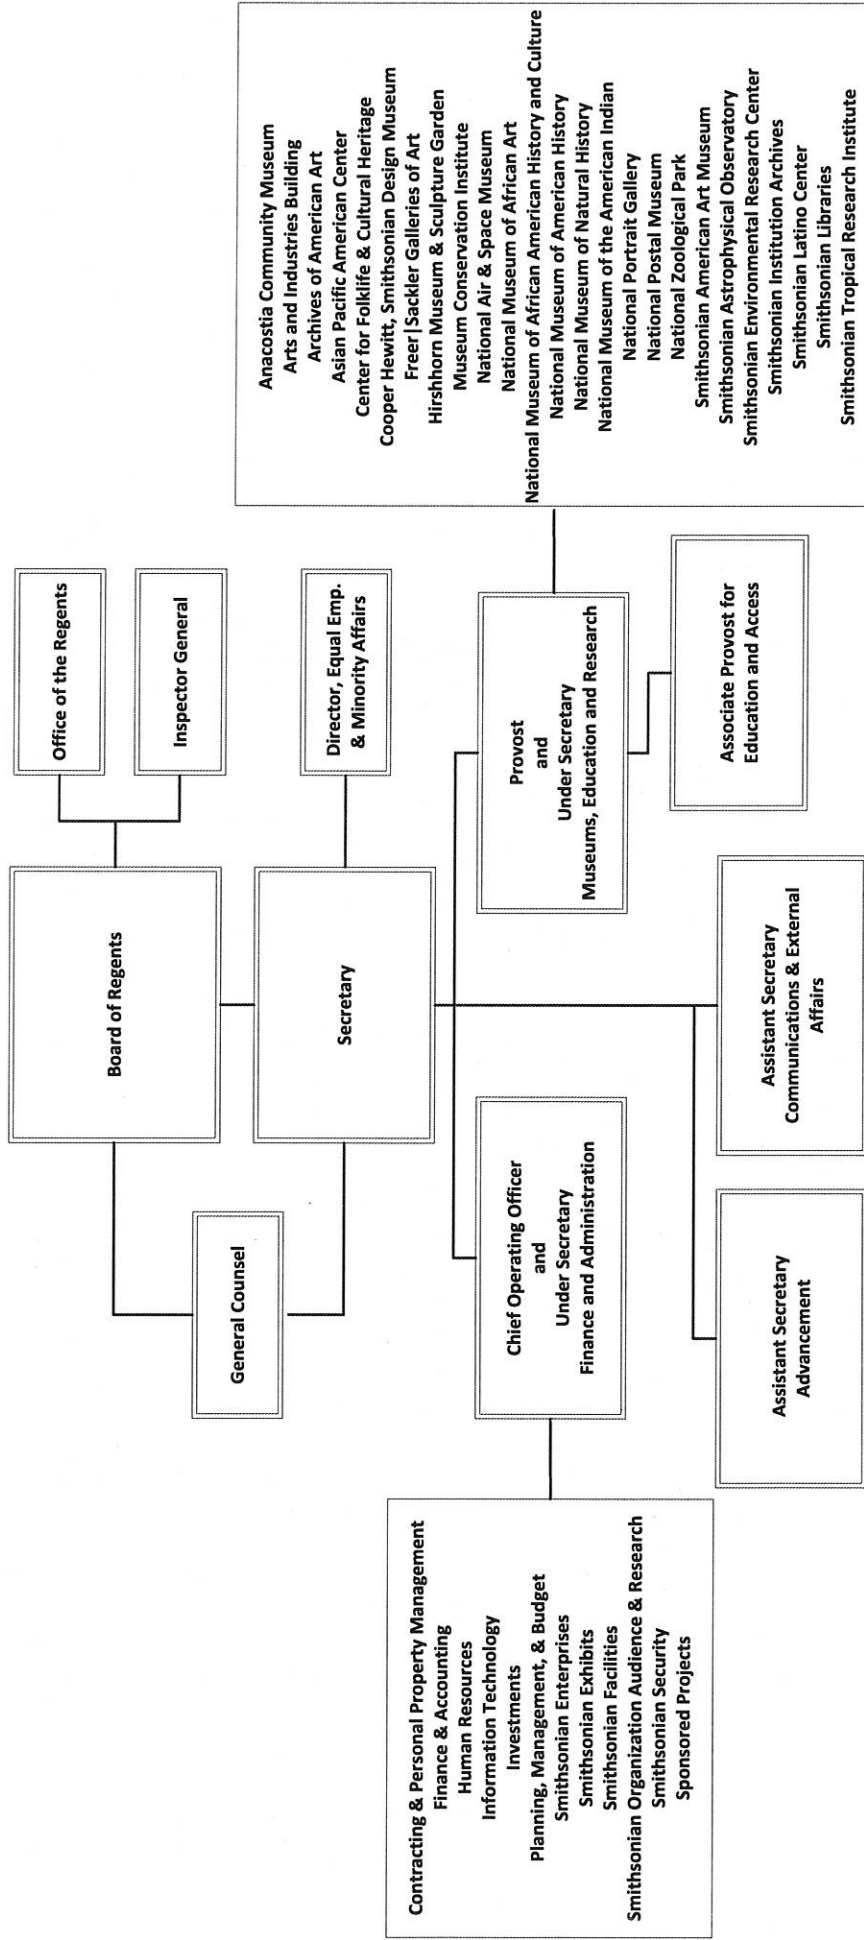 Board of Regents
Office of the Regents
Inspector General
General Counsel
Secretary
Director, Equal Emp.
& Minority Affairs
Chief Operating Officer
and
Under Secretary
Finance and Administration
Provost
and
Under Secretary
Museums, Education and Research
Contracting & Personal Property Management
Finance & Accounting
Human Resources
Information Technology
Investments
Planning, Management, & Budget
Smithsonian Enterprises
Smithsonian Exhibits
Smithsonian Facilities
Smithsonian Organization Audience & Research
Smithsonian Security
Sponsored Projects
Anacostia Community Museum
Arts and Industries Building
Archives of American Art
Asian Pacific American Center
Center for Folklife & Cultural Heritage
Cooper Hewitt, Smithsonian Design Museum
Freer|Sackler Galleries of Art
Hirshhorn Museum & Sculpture Garden
Museum Conservation Institute
National Air & Space Museum
National Museum of African Art
National Museum of African American History and Culture
National Museum of American History
National Museum of Natural History
National Museum of the American Indian
National Portrait Gallery
National Postal Museum
National Zoological Park
Smithsonian American Art Museum
Smithsonian Astrophysical Observatory
Smithsonian Environmental Research Center
Smithsonian Institution Archives
Smithsonian Latino Center
Smithsonian Libraries
Smithsonian Tropical Research Institute
Assistant Secretary
Advancement
Assistant Secretary
Communications & External
Affairs
Associate Provost for
Education and Access